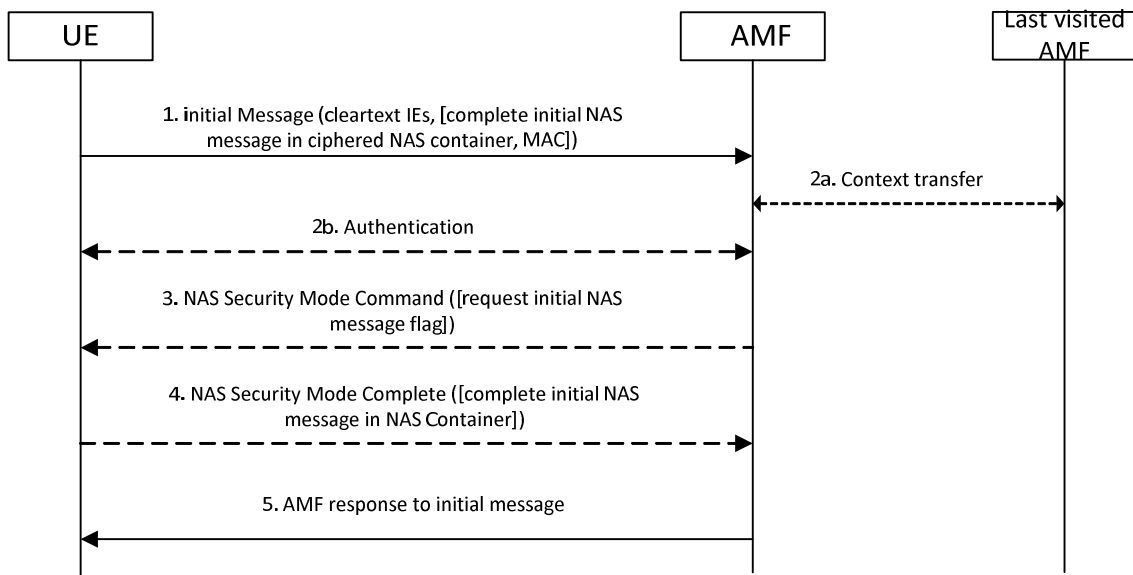 UE
AMF
Last visited
AMF
1. initial Message (cleartext IEs, [complete initial NAS
message in ciphered NAS container, MAC])
2a. Context transfer
2b. Authentication
3. NAS Security Mode Command ([request initial NAS
message flag])
4. NAS Security Mode Complete ([complete initial NAS
message in NAS Container])
5. AMF response to initial message